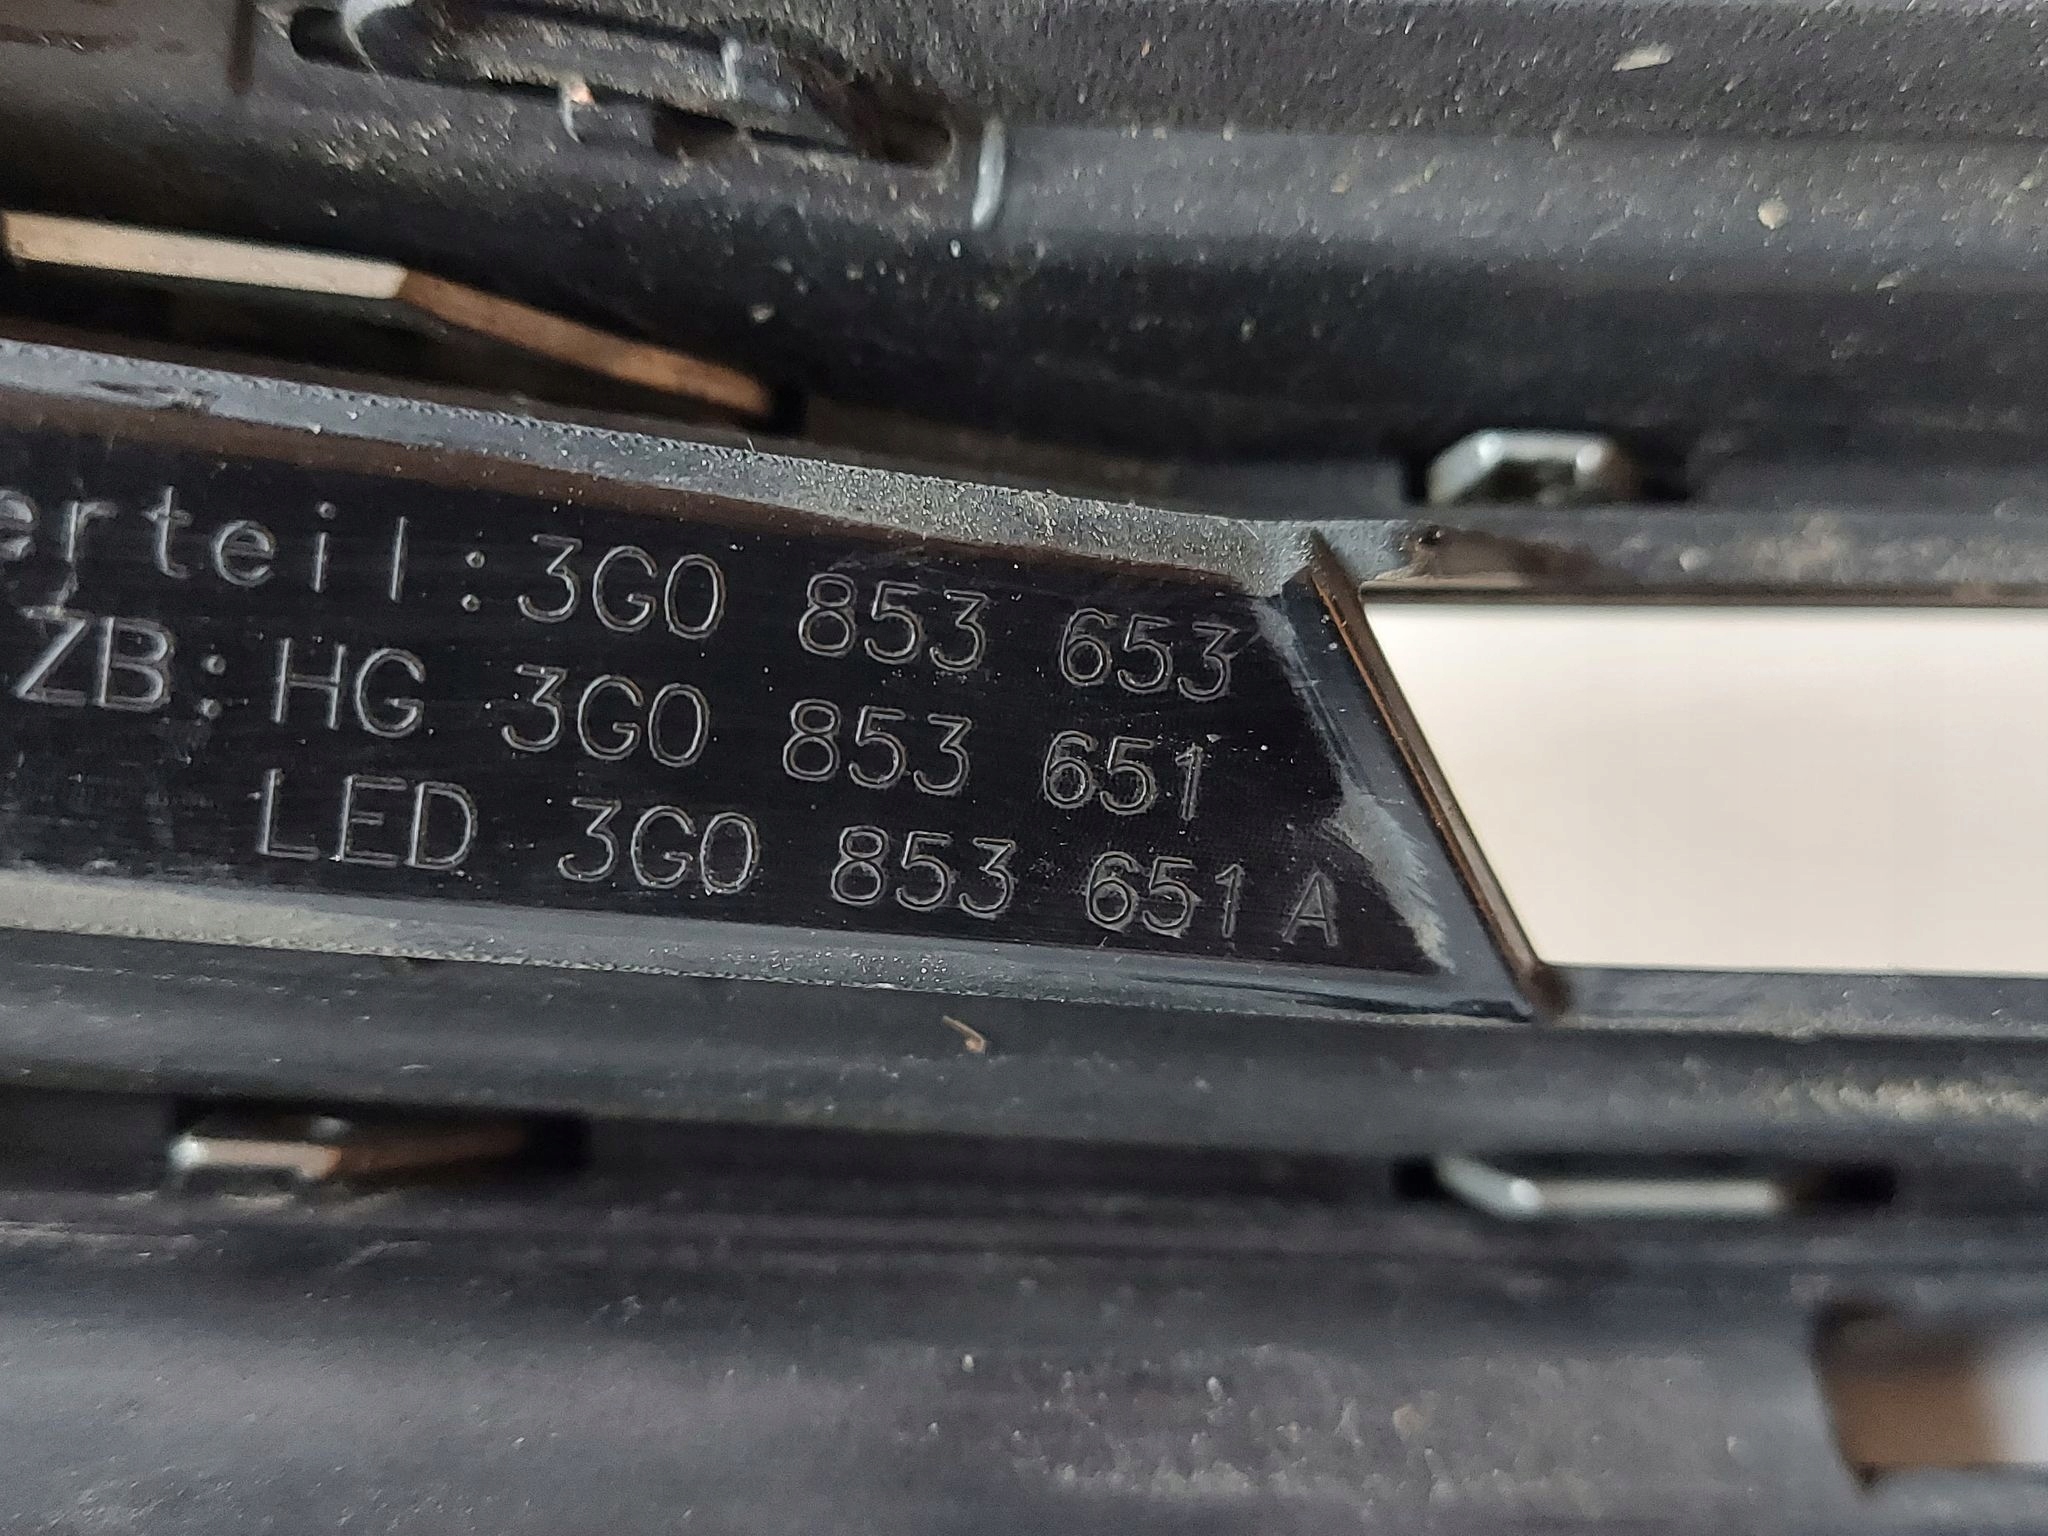 erteil: 3G0 853 653
ZB: HG 3G0 853 651
LED 3G0 853 651 A